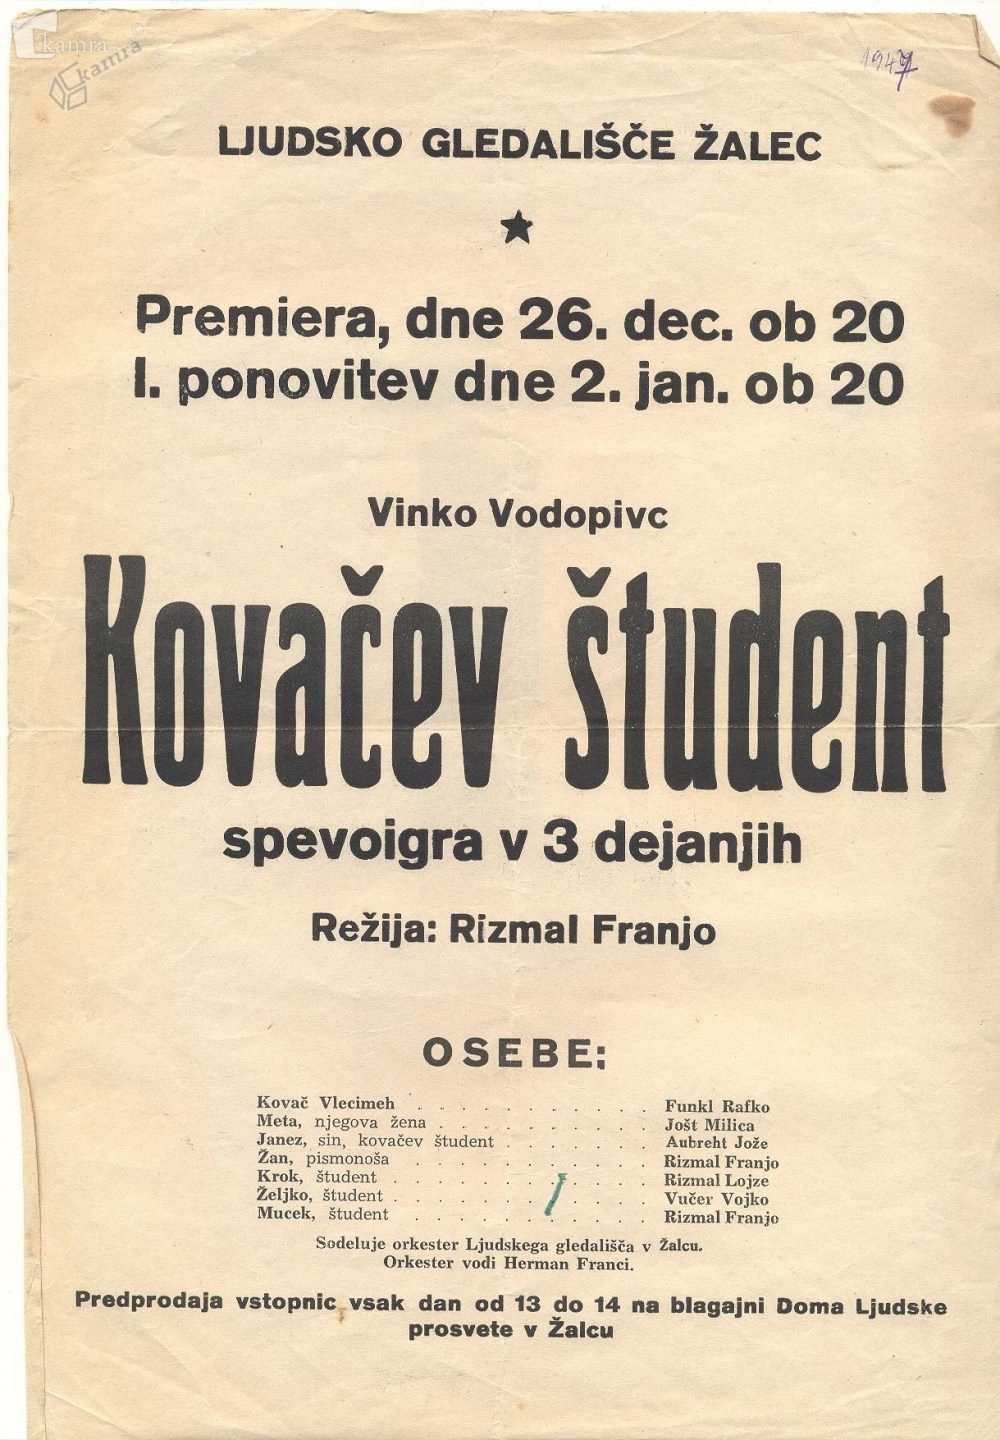 kamra
kamra
1947
LJUDSKO GLEDALIŠČE ŽALEC
Premiera, dne 26. dec. ob 20
I. ponovitev dne 2. jan. ob 20
Vinko Vodopivc
Kovačev študent
spevoigra v 3 dejanjih
Režija: Rizmal Franjo
OSEBE:
Kovač Vlecimeh . . . . . . . . . . . Funkl Rafko
Meta, njegova žena . . . . . . . . . . Jošt Milica
Janez, sin, kovačev študent . . . . . . . Aubreht Jože
Žan, pismonoša . . . . . . . . . . . Rizmal Franjo
Krok, študent . . . . . . . . . . . . Rizmal Lojze
Željko, študent . . . . . . . . . . . . Vučer Vojko
Mucek, študent . . . . . . . . . . . Rizmal Franjo
Sodeluje orkester Ljudskega gledališča v Žalcu.
Orkester vodi Herman Franci.
Predprodaja vstopnic vsak dan od 13 do 14 na blagajni Doma Ljudske
prosvete v Žalcu